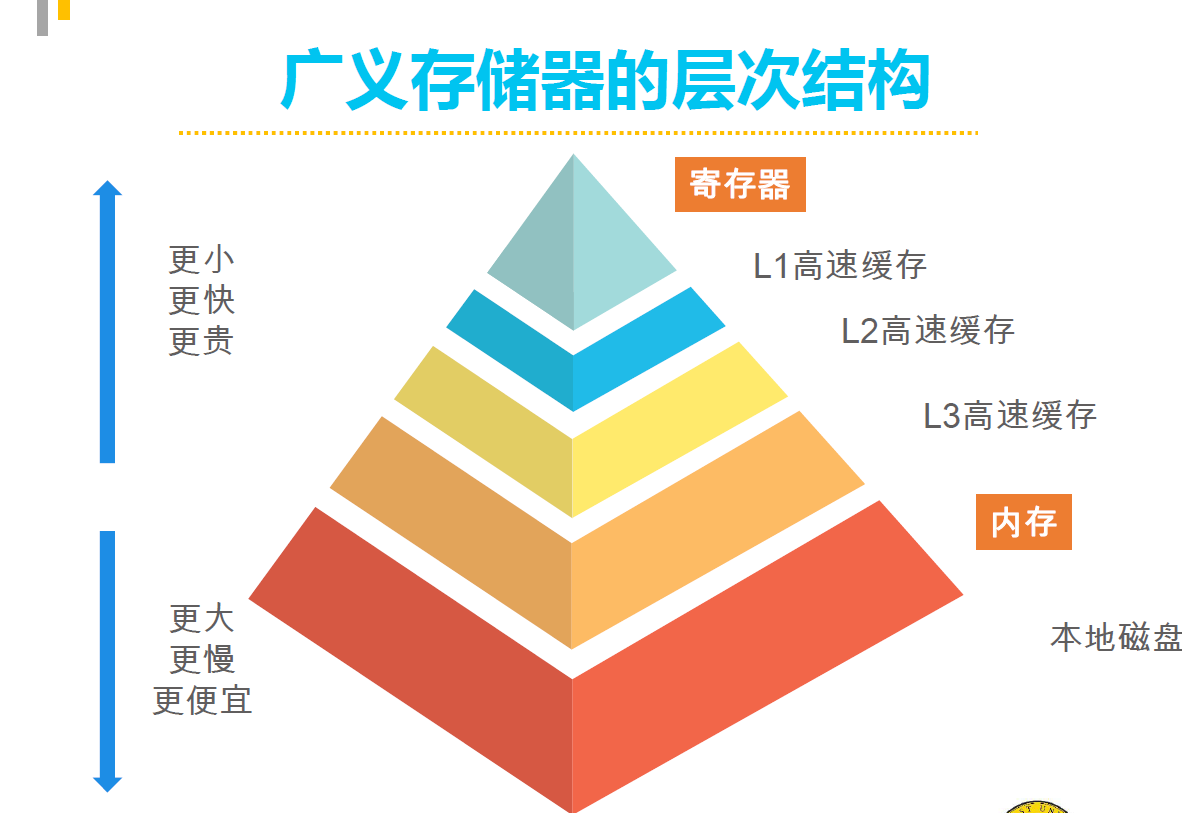 广义存储器的层次结构
寄存器
更小
更快
更贵
L1高速缓存
L2高速缓存
L3高速缓存
内存
更大
更慢
更便宜
本地磁盘